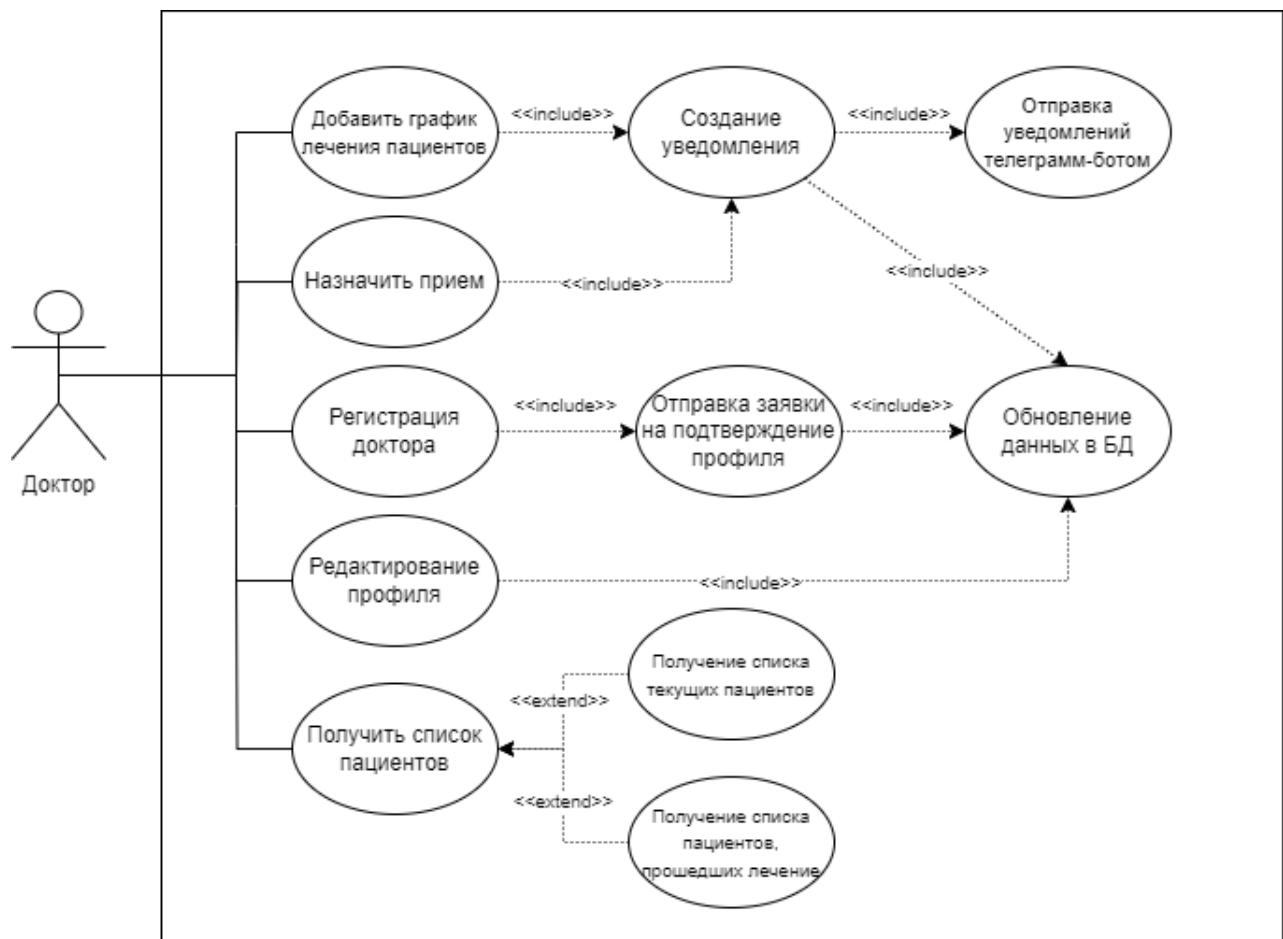 Добавить график
лечения пациентов
<<include>>
Создание
уведомления
<<include>>
Отправка
уведомлений
телеграмм-ботом
<<include>>
Назначить прием
<<include>>
Доктор
Регистрация
доктора
<<include>>
Отправка заявки
на подтверждение
профиля
<<include>>
Обновление
данных в БД
Редактирование
профиля
<<include>>
Получить список
пациентов
<<extend>>
Получение списка
текущих пациентов
<<extend>>
Получение списка
пациентов,
прошедших лечение